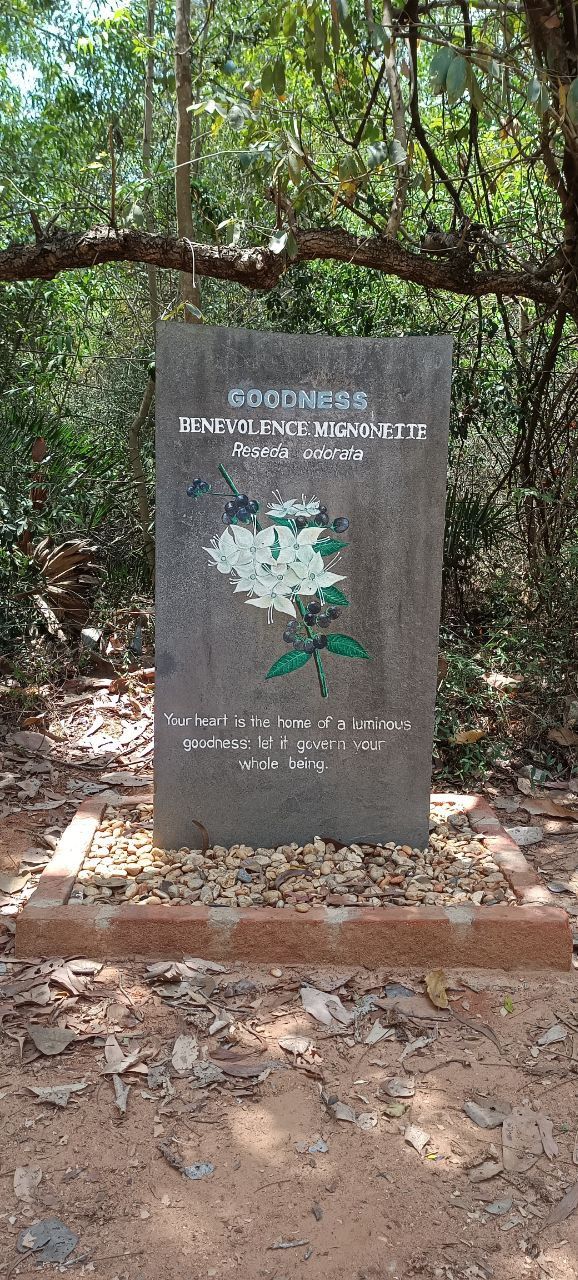 GOODNESS
BENEVOLENCE. MIGNONETTE
Reseda odorata
Your heart is the home of a luminous
goodness: let it govern your
whole being.